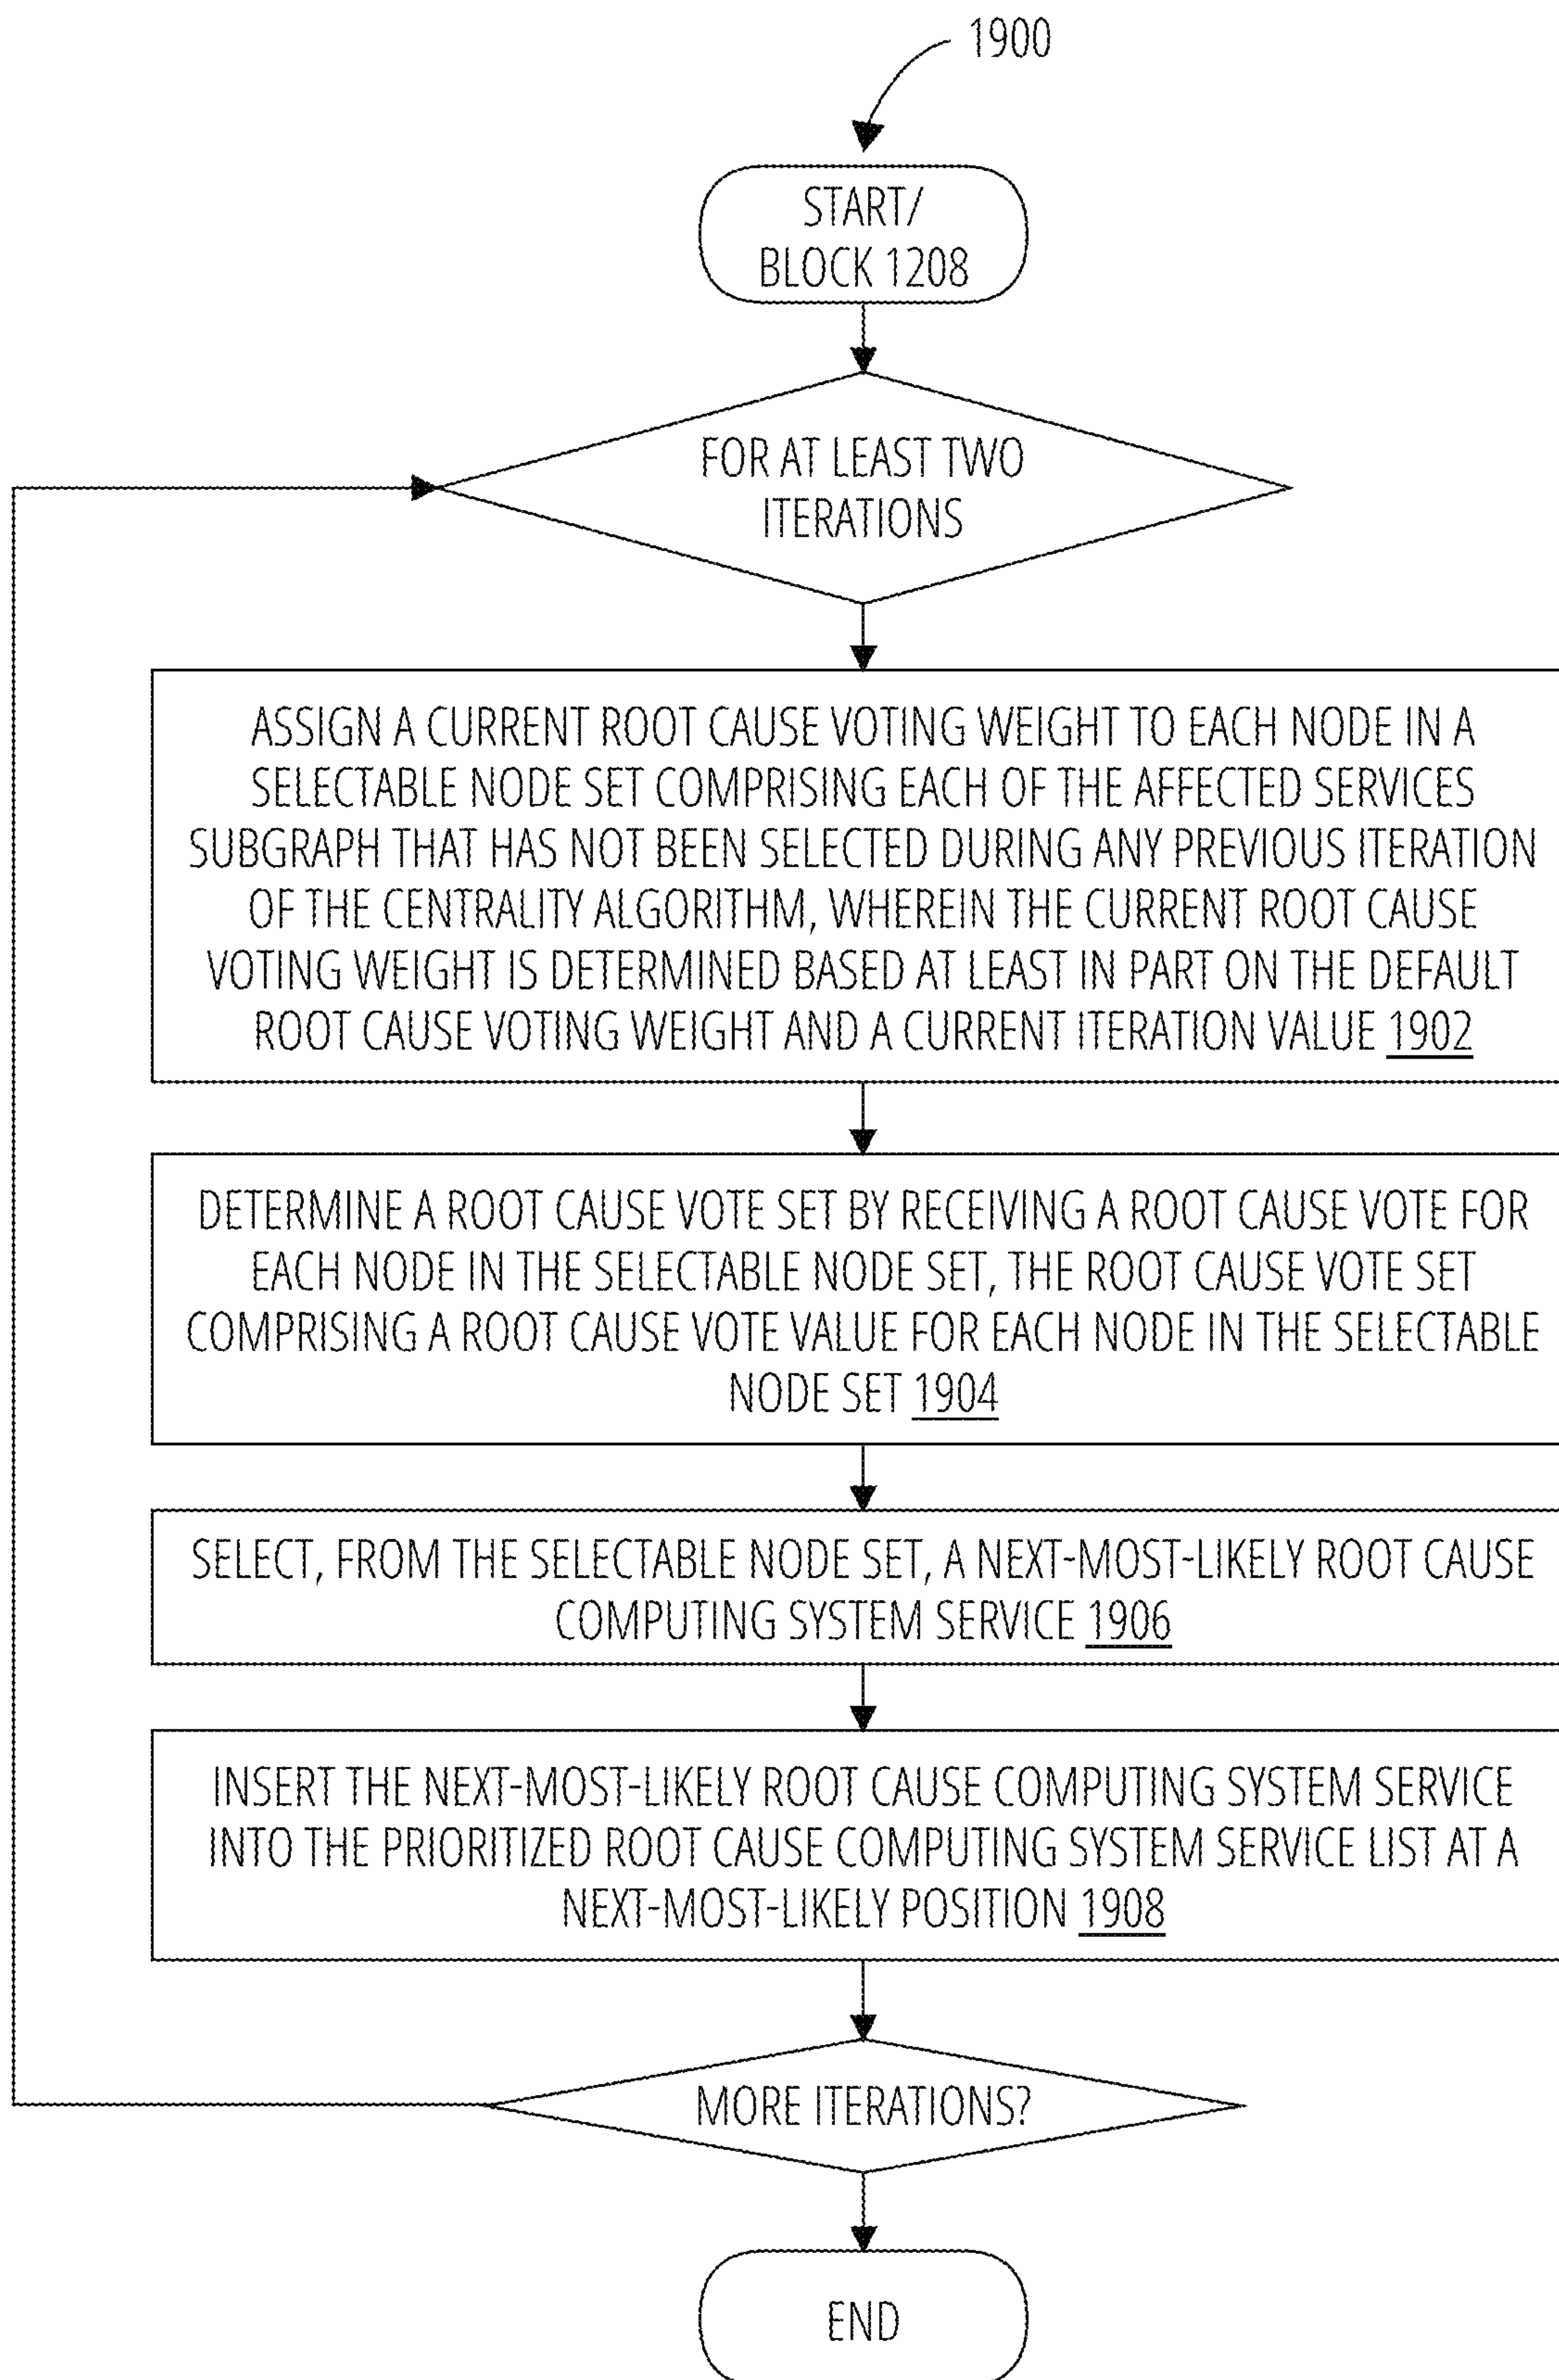 1900
START/
BLOCK 1208
FOR AT LEAST TWO
ITERATIONS
ASSIGN A CURRENT ROOT CAUSE VOTING WEIGHT TO EACH NODE IN A
SELECTABLE NODE SET COMPRISING EACH OF THE AFFECTED SERVICES
SUBGRAPH THAT HAS NOT BEEN SELECTED DURING ANY PREVIOUS ITERATION
OF THE CENTRALITY ALGORITHM, WHEREIN THE CURRENT ROOT CAUSE
VOTING WEIGHT IS DETERMINED BASED AT LEAST IN PART ON THE DEFAULT
ROOT CAUSE VOTING WEIGHT AND A CURRENT ITERATION VALUE 1902
DETERMINE A ROOT CAUSE VOTE SET BY RECEIVING A ROOT CAUSE VOTE FOR
EACH NODE IN THE SELECTABLE NODE SET, THE ROOT CAUSE VOTE SET
COMPRISING A ROOT CAUSE VOTE VALUE FOR EACH NODE IN THE SELECTABLE
NODE SET 1904
SELECT, FROM THE SELECTABLE NODE SET, A NEXT-MOST-LIKELY ROOT CAUSE
COMPUTING SYSTEM SERVICE 1906
INSERT THE NEXT-MOST-LIKELY ROOT CAUSE COMPUTING SYSTEM SERVICE
INTO THE PRIORITIZED ROOT CAUSE COMPUTING SYSTEM SERVICE LIST AT A
NEXT-MOST-LIKELY POSITION 1908
MORE ITERATIONS?
END